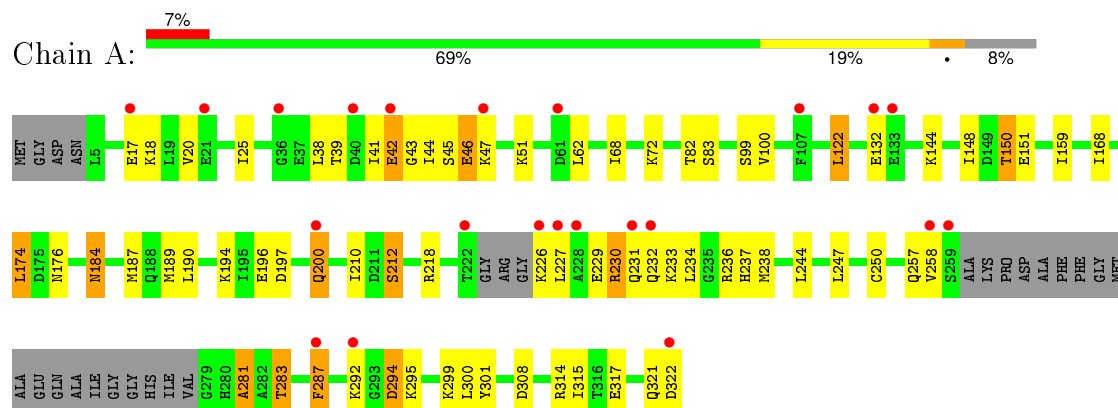 7%
Chain A:
69% 19% • 8%
MET GLY ASP ASN L5 E17 K18 L19 V20 E21 I25 G36 E37 L38 T39 D40 I41 E42 G43 I44 S45 E46 K47 K51 D61 L62 I68 K72 T82 S83 S99 V100 F107 L122 E132 E133 K144 I148 D149 T150 E151 I159 I168
L174 D175 N176 N184 M187 Q188 M189 L190 K194 I195 E196 D197 Q200 I210 D211 S212 R218 T222 GLY ARG GLY K226 L227 A228 E229 R230 Q231 Q232 K233 L234 G235 R236 H237 M238 L244 L247 C250 Q257 V258 S259 ALA LYS PRO ASP ALA PHE PHE GLY MET
ALA GLU GLN ALA ILE GLY GLY HIS ILE VAL G279 H280 A281 A282 T283 F287 K292 G293 D294 K295 K299 L300 Y301 D308 R314 I315 T316 E317 Q321 D322